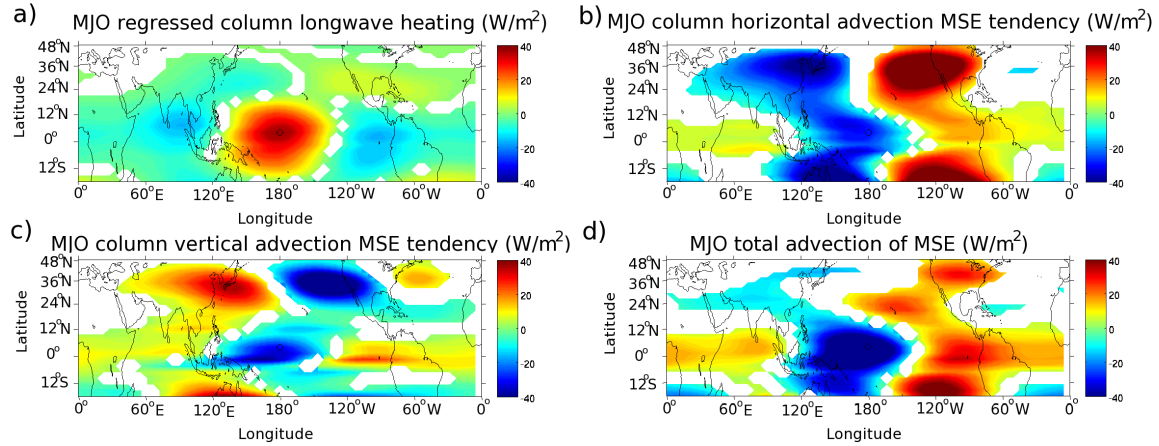 a)
MJO regressed column longwave heating (W/m²)
Latitude
48°N
36°N
24°N
12°N
0°
12°S
0°
60°E
120°E
180°
120°W
60°W
0°
Longitude
40
20
0
-20
-40
b)
MJO column horizontal advection MSE tendency (W/m²)
Latitude
48°N
36°N
24°N
12°N
0°
12°S
0°
60°E
120°E
180°
120°W
60°W
0°
Longitude
40
20
0
-20
-40
c)
MJO column vertical advection MSE tendency (W/m²)
Latitude
48°N
36°N
24°N
12°N
0°
12°S
0°
60°E
120°E
180
120°W
60°W
0°
Longitude
40
20
0
-20
-40
d)
MJO total advection of MSE (W/m²)
Latitude
48°N
36°N
24°N
12°N
0°
12°S
0°
60°E
120°E
180°
120°W
60°W
0°
Longitude
40
20
0
-20
-40